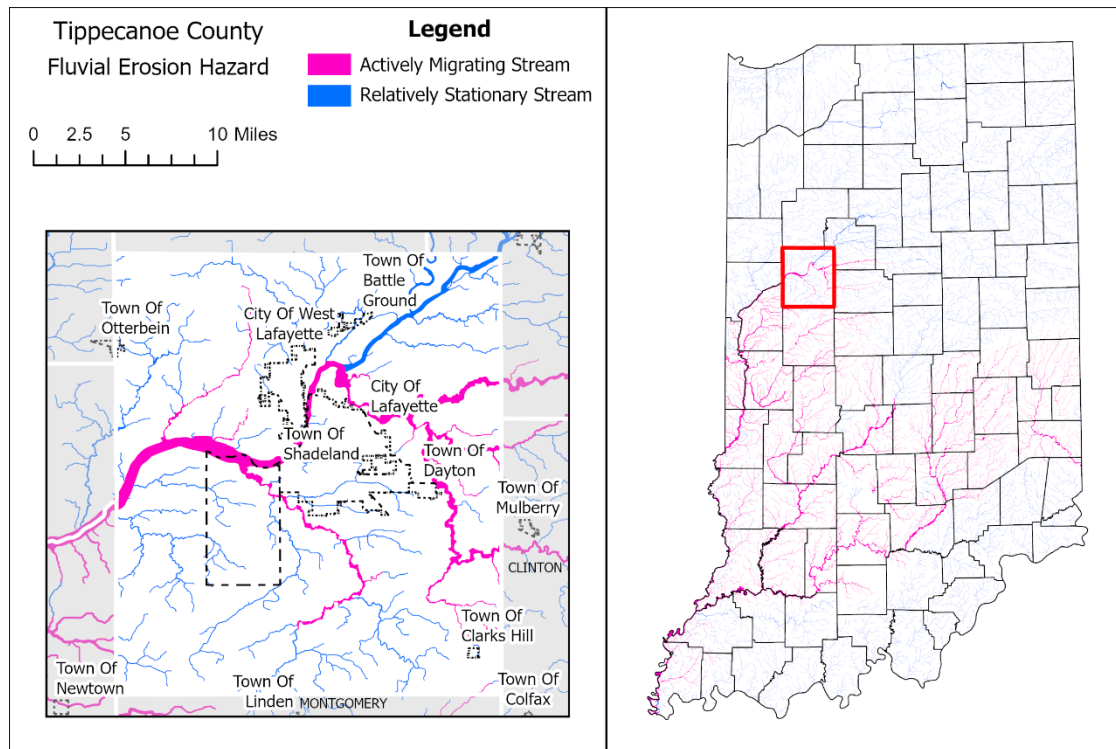 Tippecanoe County
Fluvial Erosion Hazard
Legend
Actively Migrating Stream
Relatively Stationary Stream
0 2.5 5 10 Miles
Town Of
Battle
Ground
Town Of
Otterbein
City Of West
Lafayette
City Of
Lafayette
Town Of
Shadeland
Town Of
Dayton
Town Of
Mulberry
CLINTON
Town Of
Clarks Hill
Town Of
Newtown
Town Of
Linden
MONTGOMERY
Town Of
Colfax